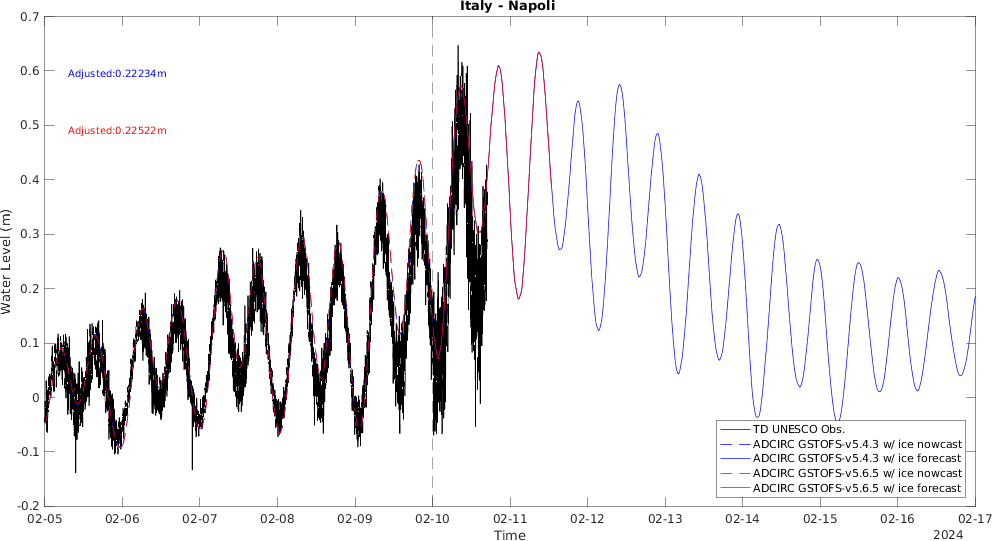 Italy - Napoli
0.7
0.6
0.5
0.4
0.3
0.2
0.1
0
-0.1
-0.2
Water Level (m)
Adjusted:0.22234m
Adjusted:0.22522m
TD UNESCO Obs.
ADCIRC GSTOFS-v5.4.3 w/ ice nowcast
ADCIRC GSTOFS-v5.4.3 w/ ice forecast
ADCIRC GSTOFS-v5.6.5 w/ ice nowcast
ADCIRC GSTOFS-v5.6.5 w/ ice forecast
02-05 02-06 02-07 02-08 02-09 02-10 02-11 02-12 02-13 02-14 02-15 02-16 02-17
Time
2024